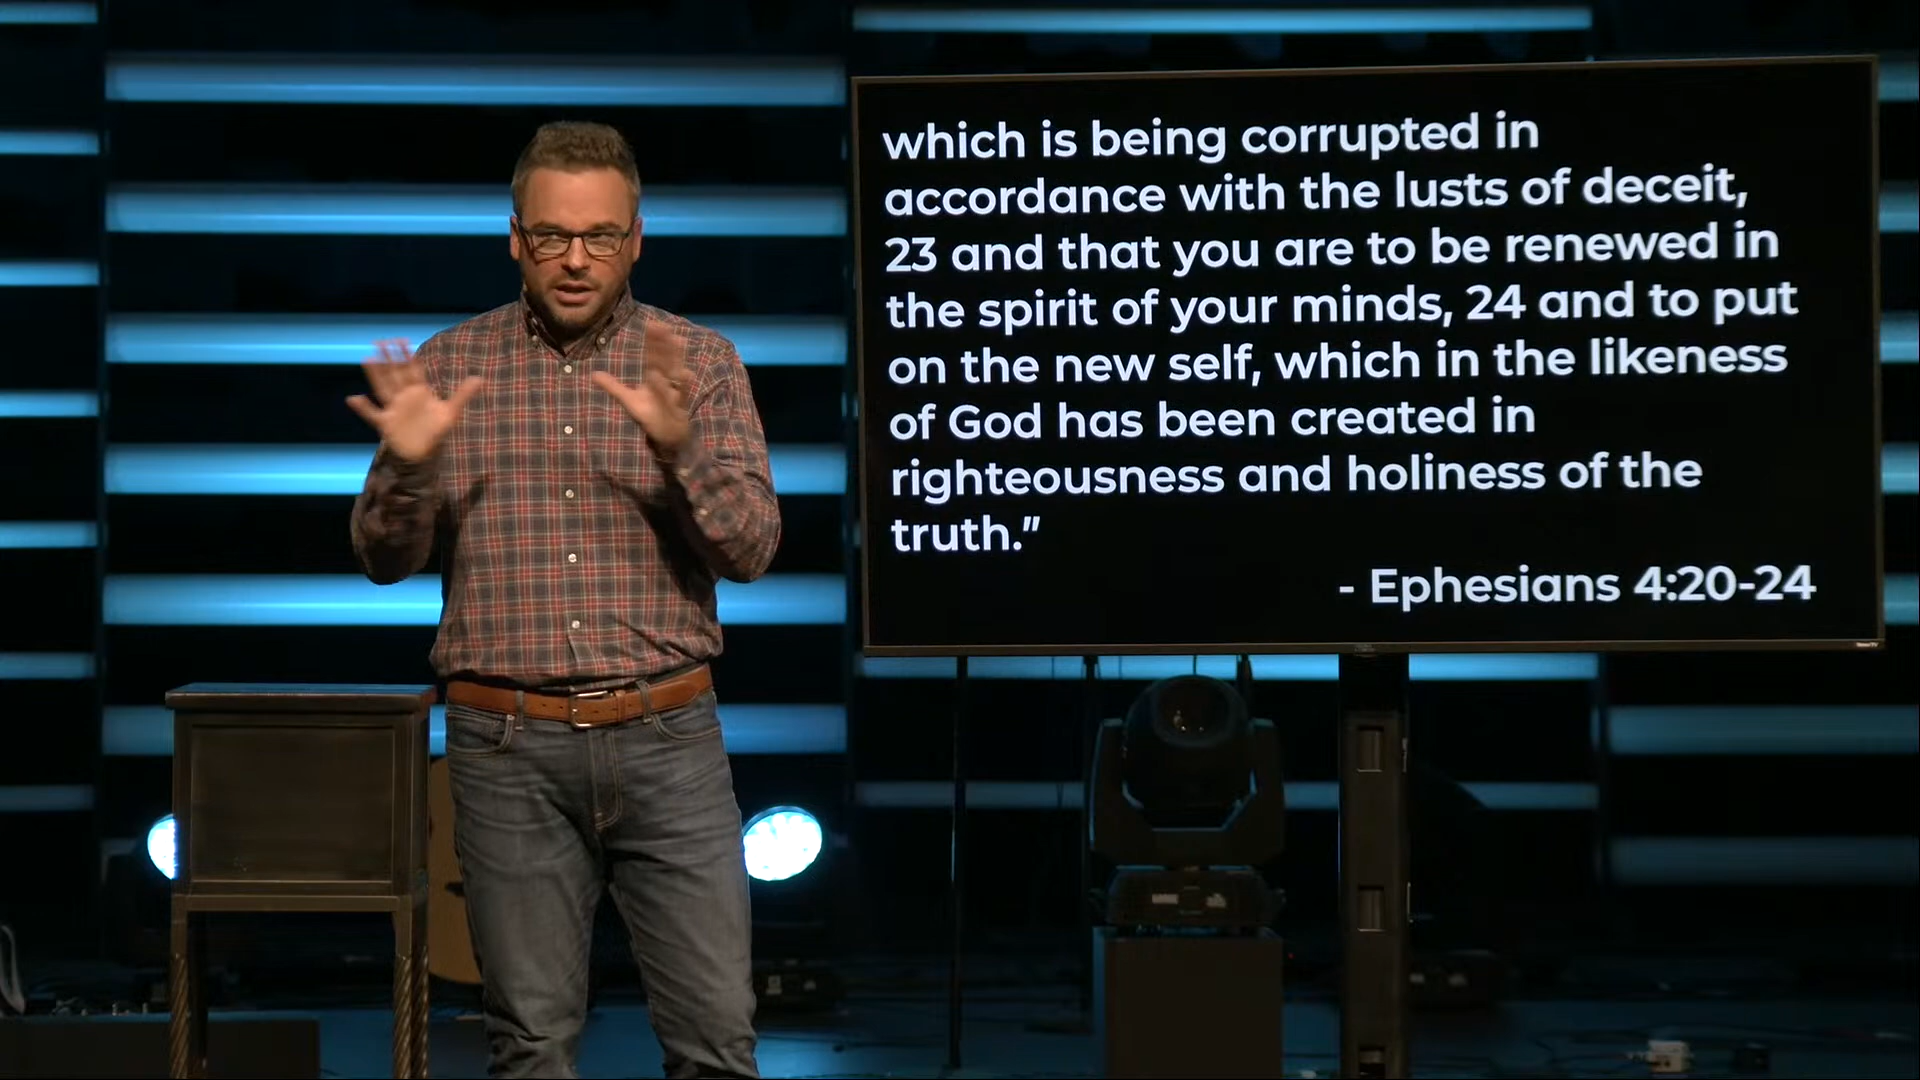 which is being corrupted in
accordance with the lusts of deceit,
23 and that you are to be renewed in
the spirit of your minds, 24 and to put
on the new self, which in the likeness
of God has been created in
righteousness and holiness of the
truth.”
- Ephesians 4:20-24